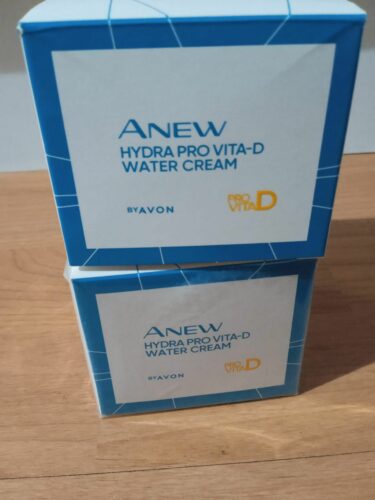 ANEW
HYDRA PRO VITA-D
WATER CREAM
BY AVON
PRO
VITA D
ANEW
HYDRA PRO VITA-D
WATER CREAM
BY AVON
PRO
VITA D